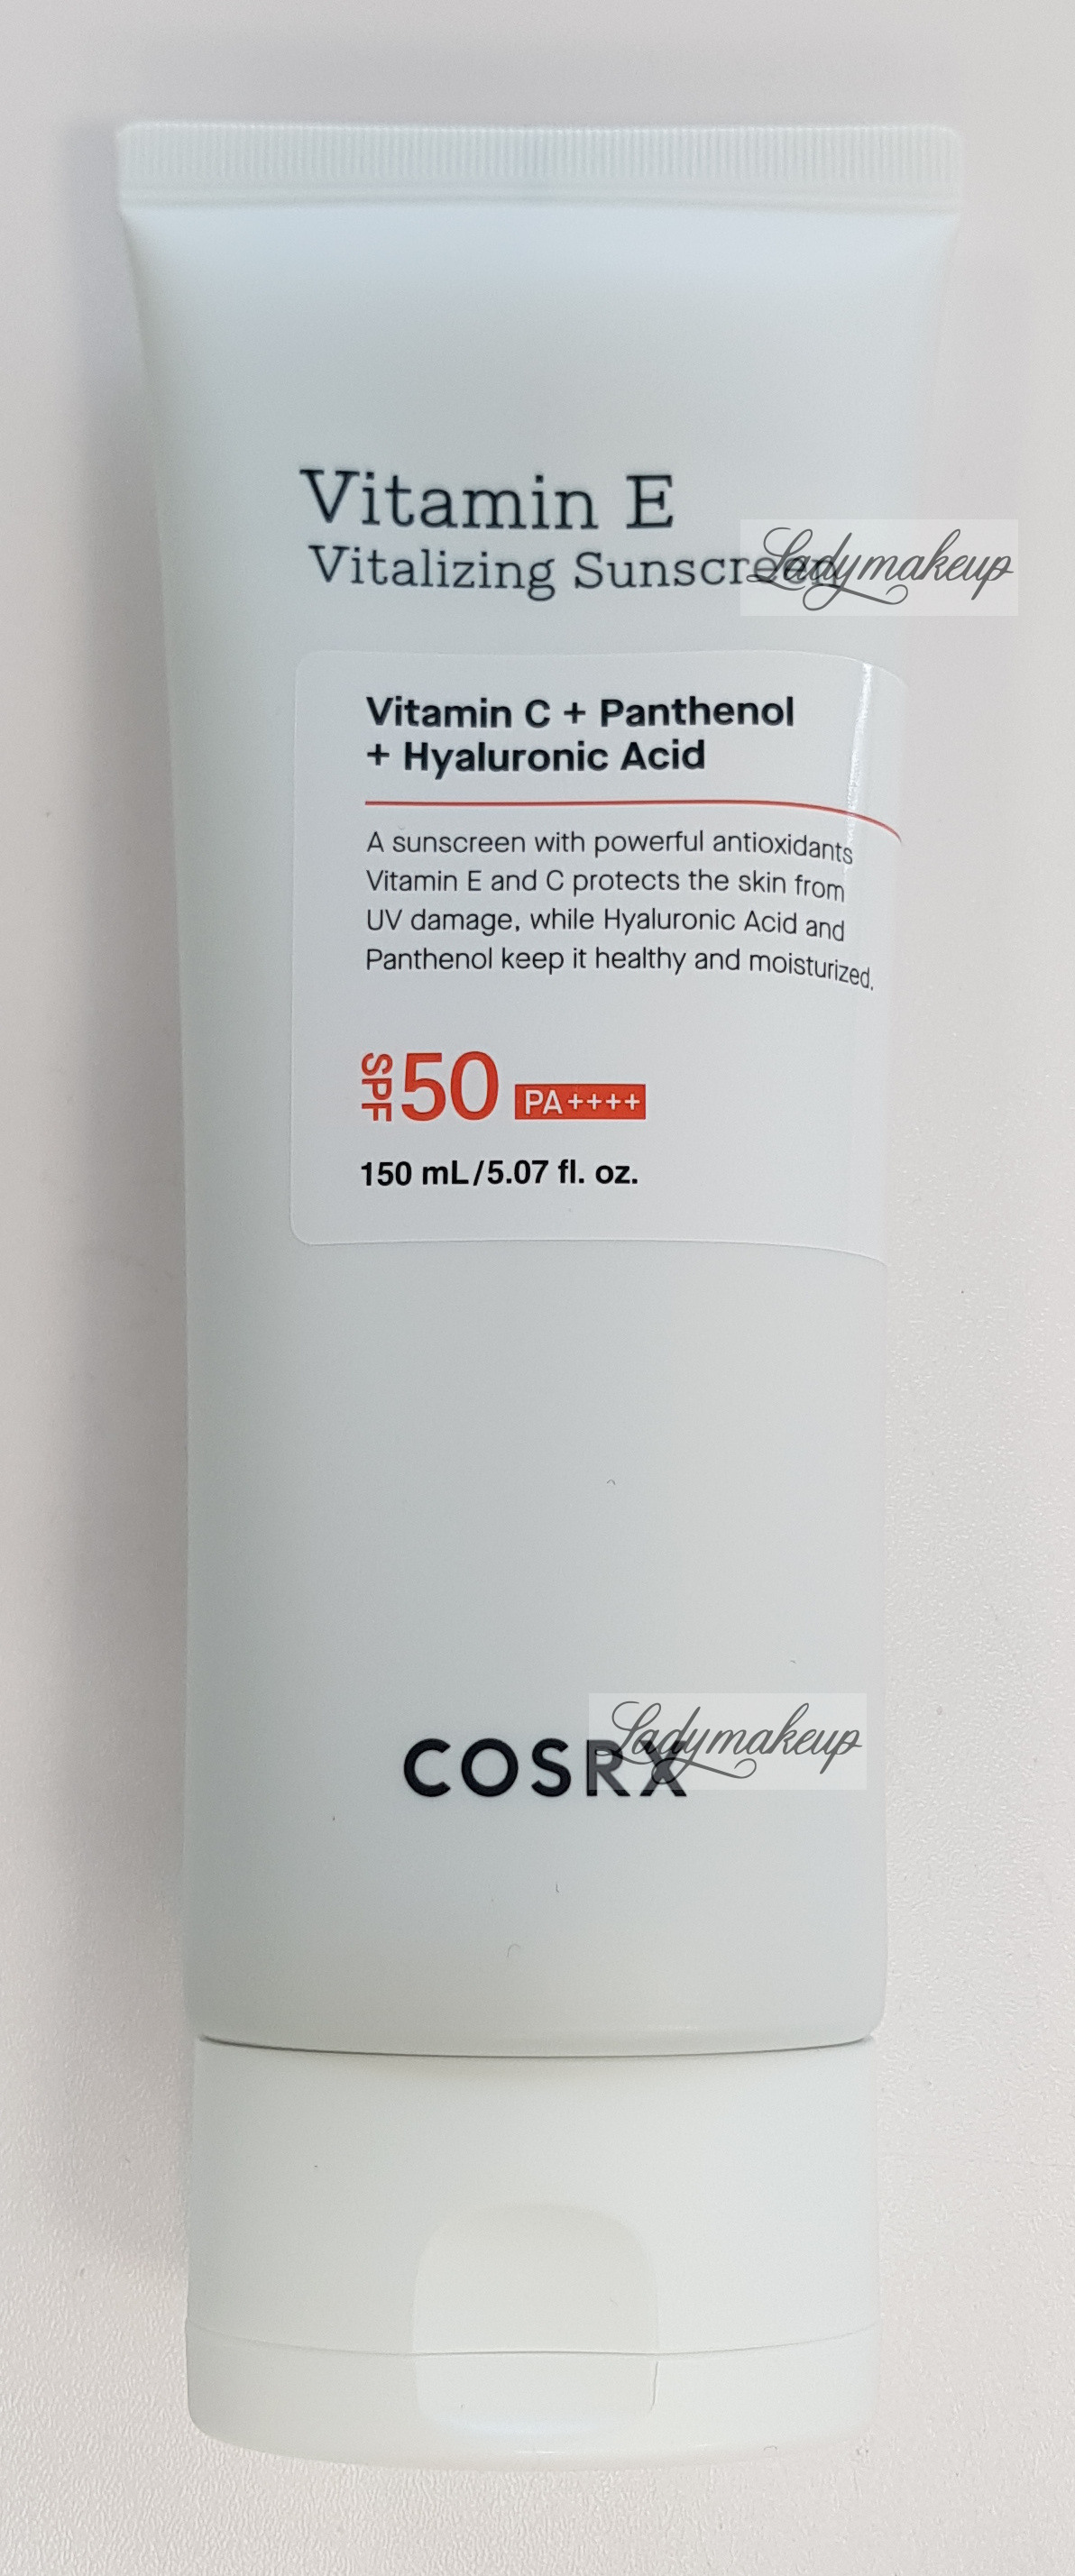 Vitamin E
Vitalizing Sunscreen
Ladymakeup
Vitamin C + Panthenol
+ Hyaluronic Acid
A sunscreen with powerful antioxidants
Vitamin E and C protects the skin from
UV damage, while Hyaluronic Acid and
Panthenol keep it healthy and moisturized.
SPF 50 PA++++
150 mL/5.07 fl. oz.
COSRX
Ladymakeup